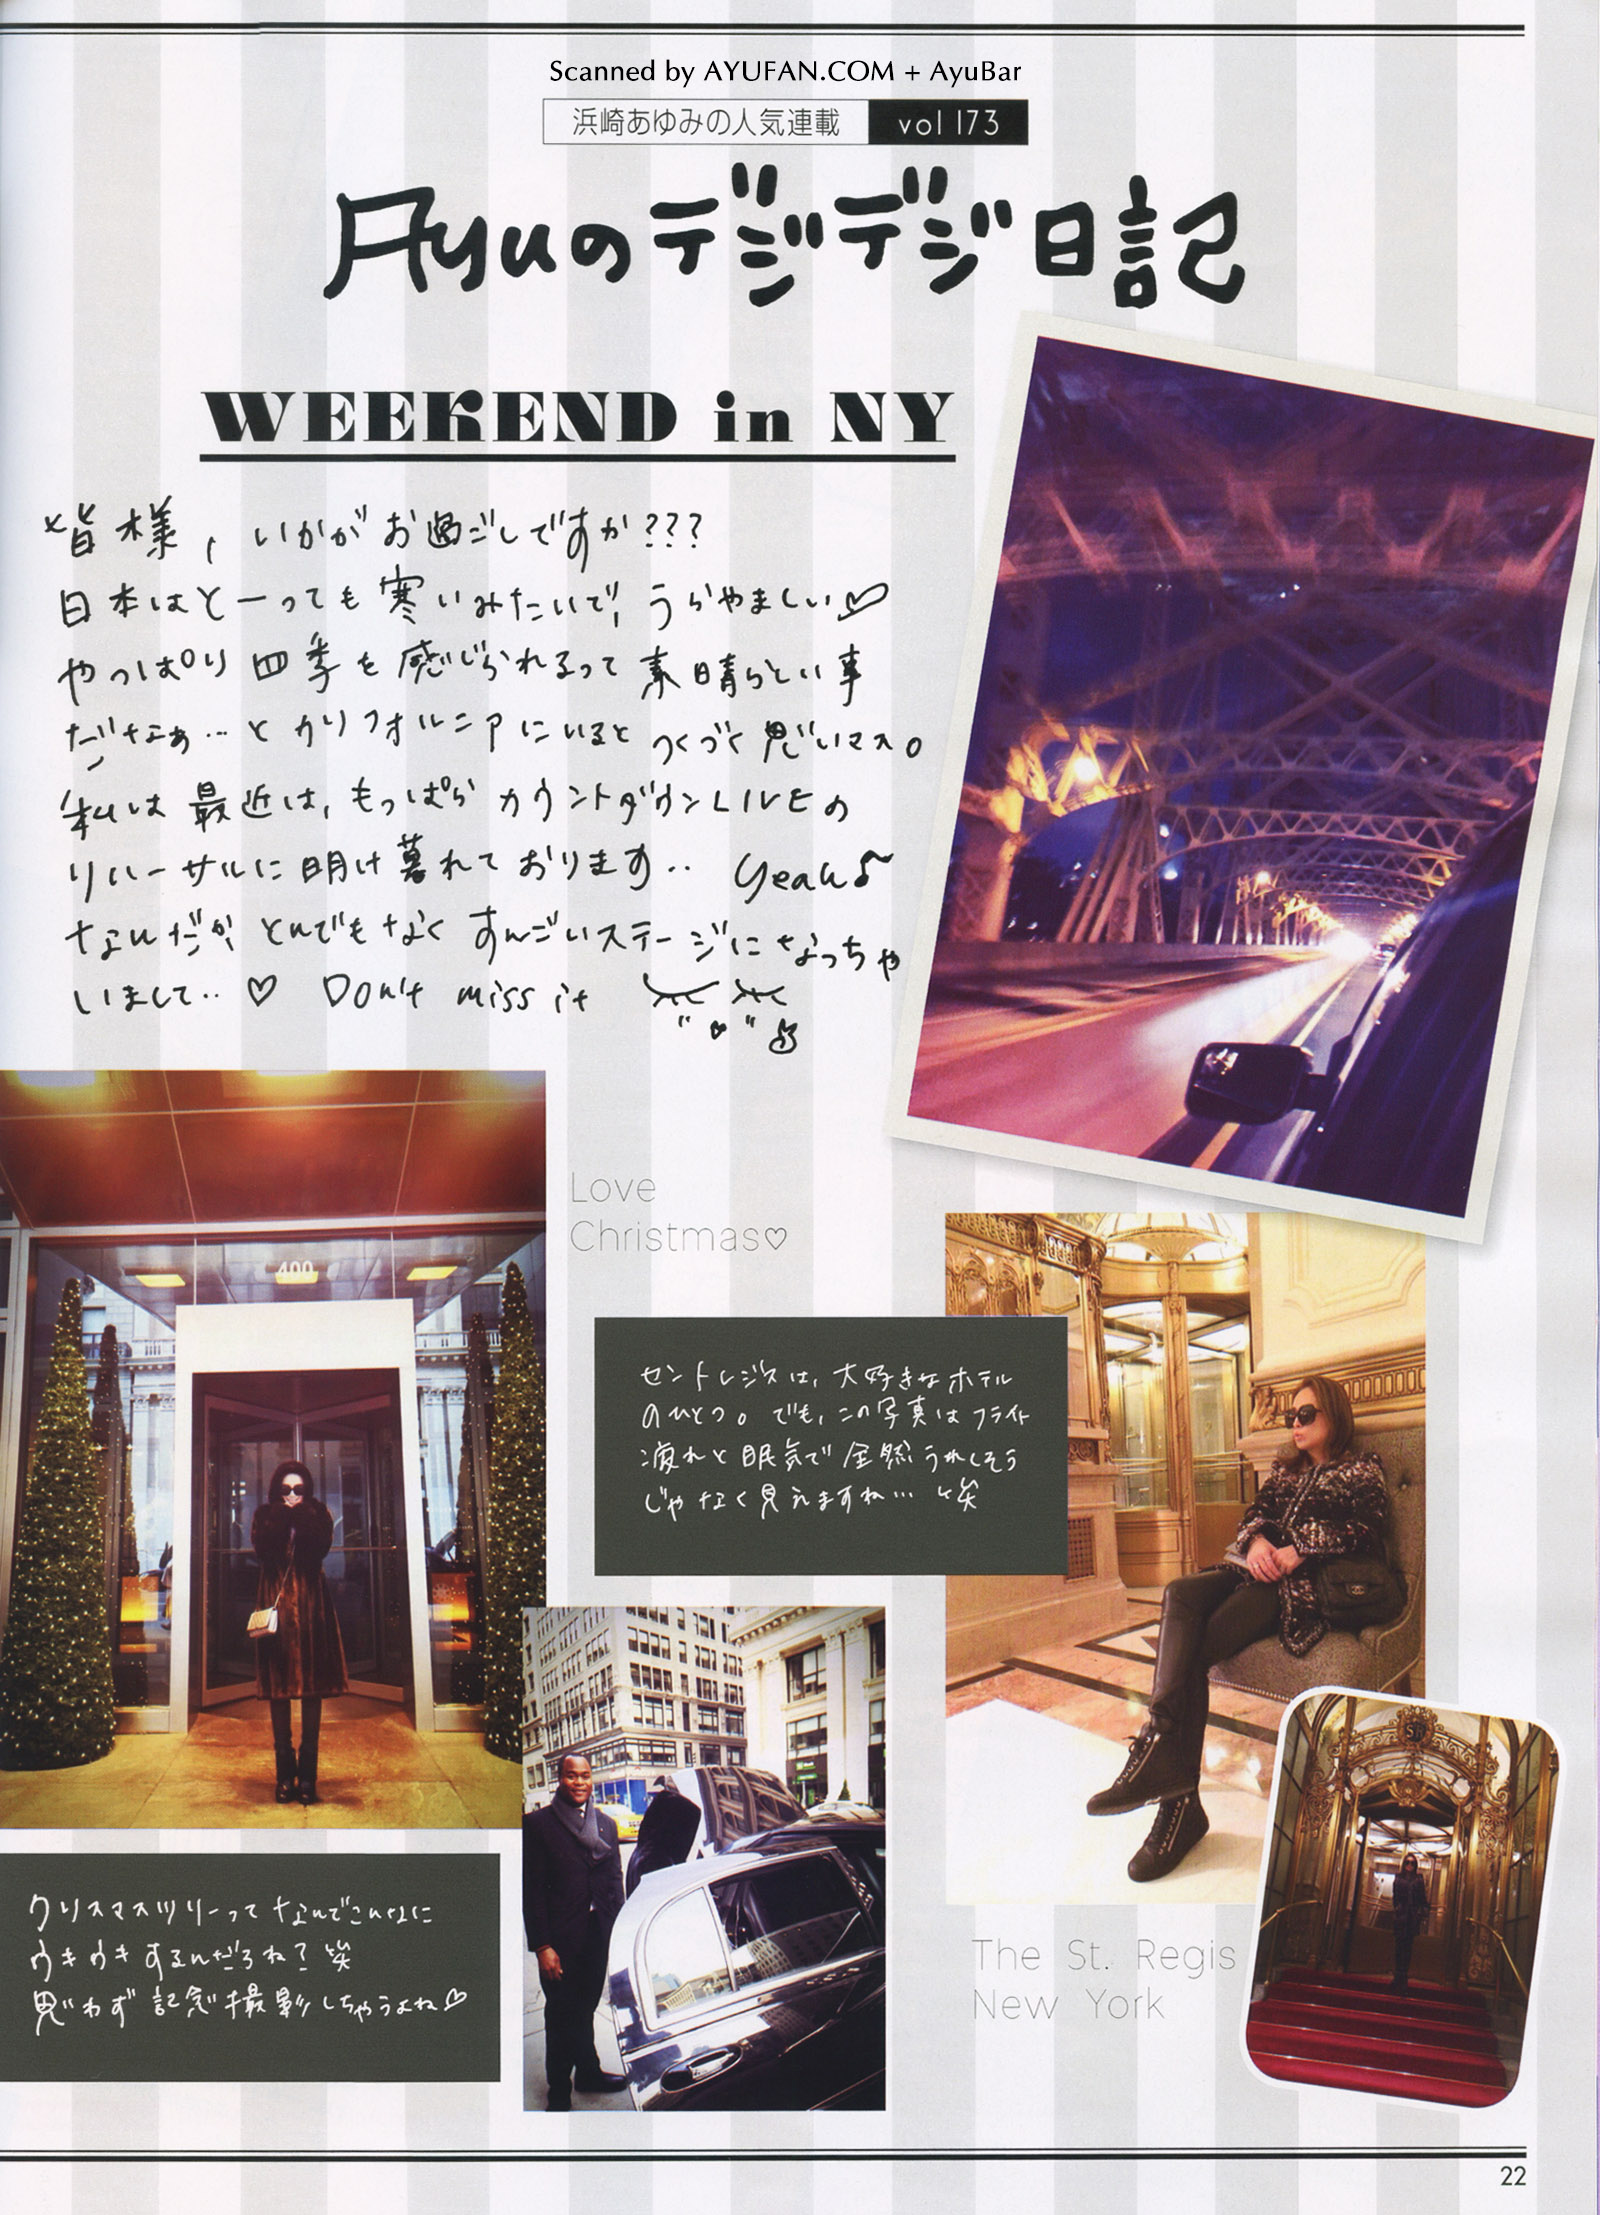 Scanned by AYUFAN.COM + AyuBar
浜崎あゆみの人気連載 vol 173
Ayuのデジデジ日記
WEEKEND in NY
皆様, いかがお過ごしですか???
日本はとーっても寒いみたいで、うらやましい♡
やっぱり四季を感じられるって素晴らしい事
だなぁ…とカリフォルニアにいるとつくづく思いマス。
私は最近は、もっぱらカウントダウンLIVEの
リハーサルに明け暮れております.. Yeah♪
なんだか、とんでもなくすんごいステージになっちゃ
いまして.. ♡ Don't miss it
400
Love
Christmas♡
セントレジスは、大好きなホテル
のひとつ。でも、この写真はフライト
疲れと眠気で全然うれしそう
じゃなく見えますね… 笑
クリスマスツリーってなんでこんなに
ウキウキするんだろね? 笑
思わず記念撮影しちゃうよね♡
The St. Regis
New York
22